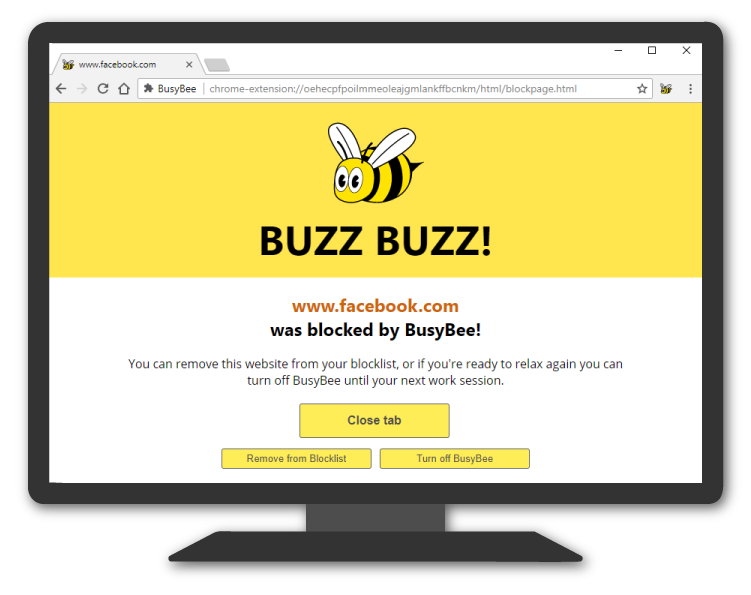 www.facebook.com
BusyBee
chrome-extension://oehecpfpoilmmeoleajgmlankffbcnkm/html/blockpage.html
BUZZ BUZZ!
www.facebook.com
was blocked by BusyBee!
You can remove this website from your blocklist, or if you're ready to relax again you can
turn off BusyBee until your next work session.
Close tab
Remove from Blocklist
Turn off BusyBee